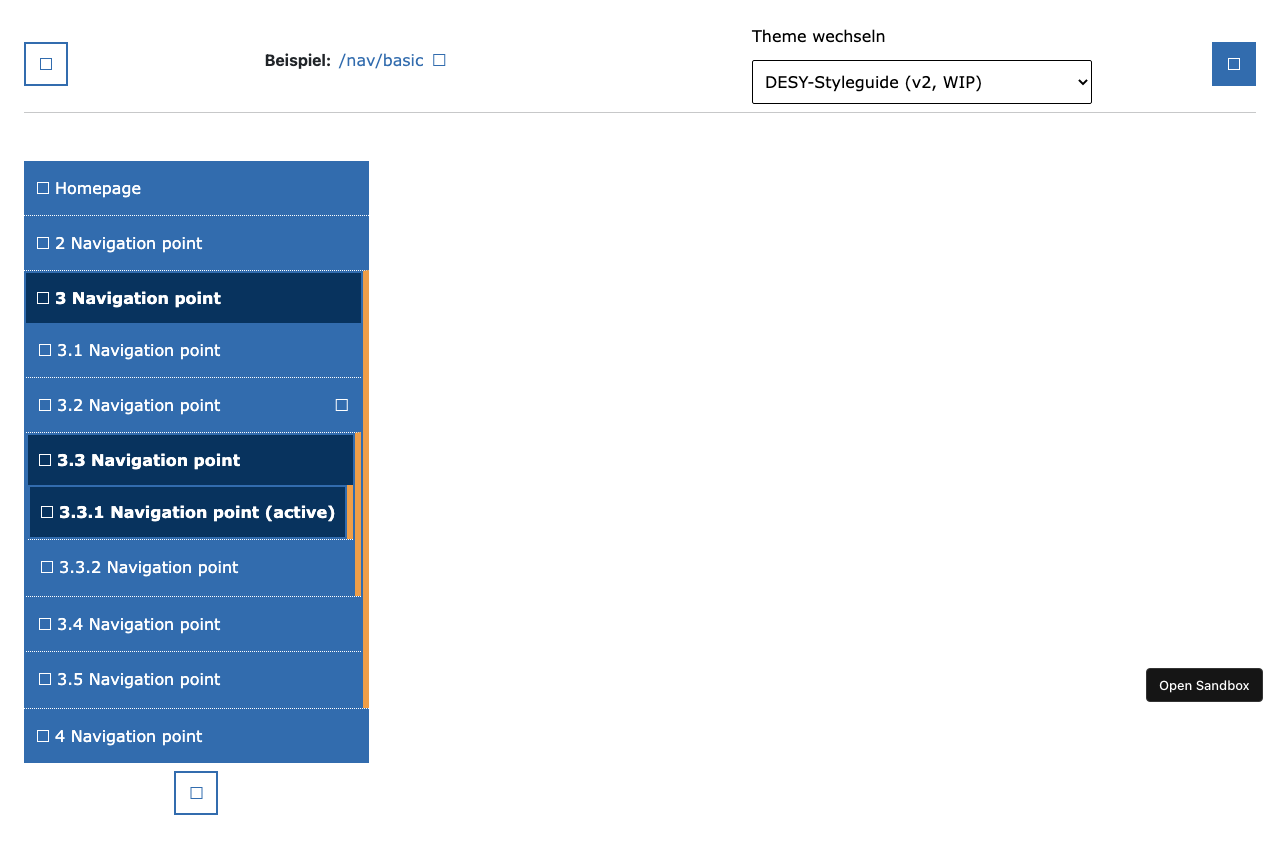 Theme wechseln
Beispiel: /nav/basic
DESY-Styleguide (v2, WIP)
Homepage
2 Navigation point
3 Navigation point
3.1 Navigation point
3.2 Navigation point
3.3 Navigation point
3.3.1 Navigation point (active)
3.3.2 Navigation point
3.4 Navigation point
3.5 Navigation point
Open Sandbox
4 Navigation point